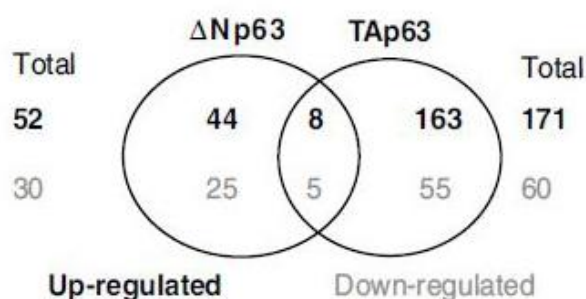 ΔNp63 TAp63
Total Total
52 44 8 163 171
30 25 5 55 60
Up-regulated Down-regulated